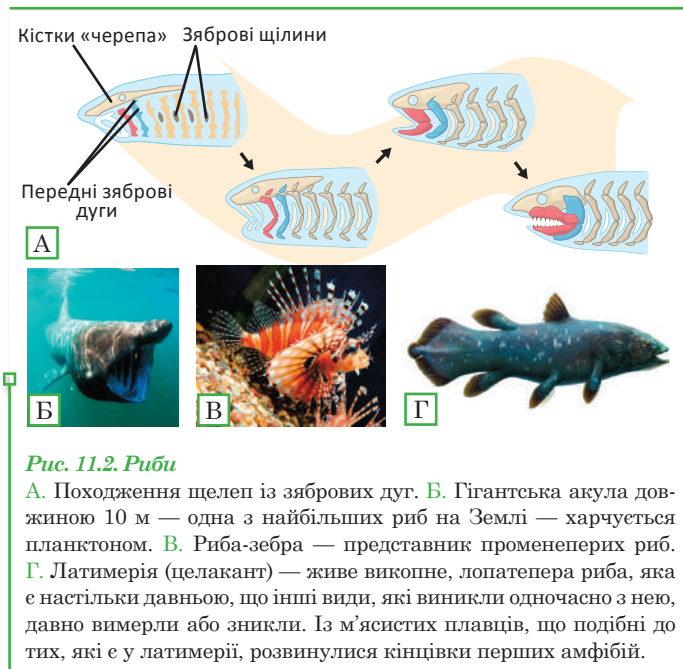 Кістки «черепа»
Зяброві щілини
Передні зяброві
дуги
А
Б
В
Г
Рис. 11.2. Риби
А. Походження щелеп із зябрових дуг. Б. Гігантська акула дов-
жиною 10 м — одна з найбільших риб на Землі — харчується
планктоном. В. Риба-зебра — представник променеперих риб.
Г. Латимерія (целакант) — живе викопне, лопатепера риба, яка
є настільки давньою, що інші види, які виникли одночасно з нею,
давно вимерли або зникли. Із м’ясистих плавців, що подібні до
тих, які є у латимерії, розвинулися кінцівки перших амфібій.